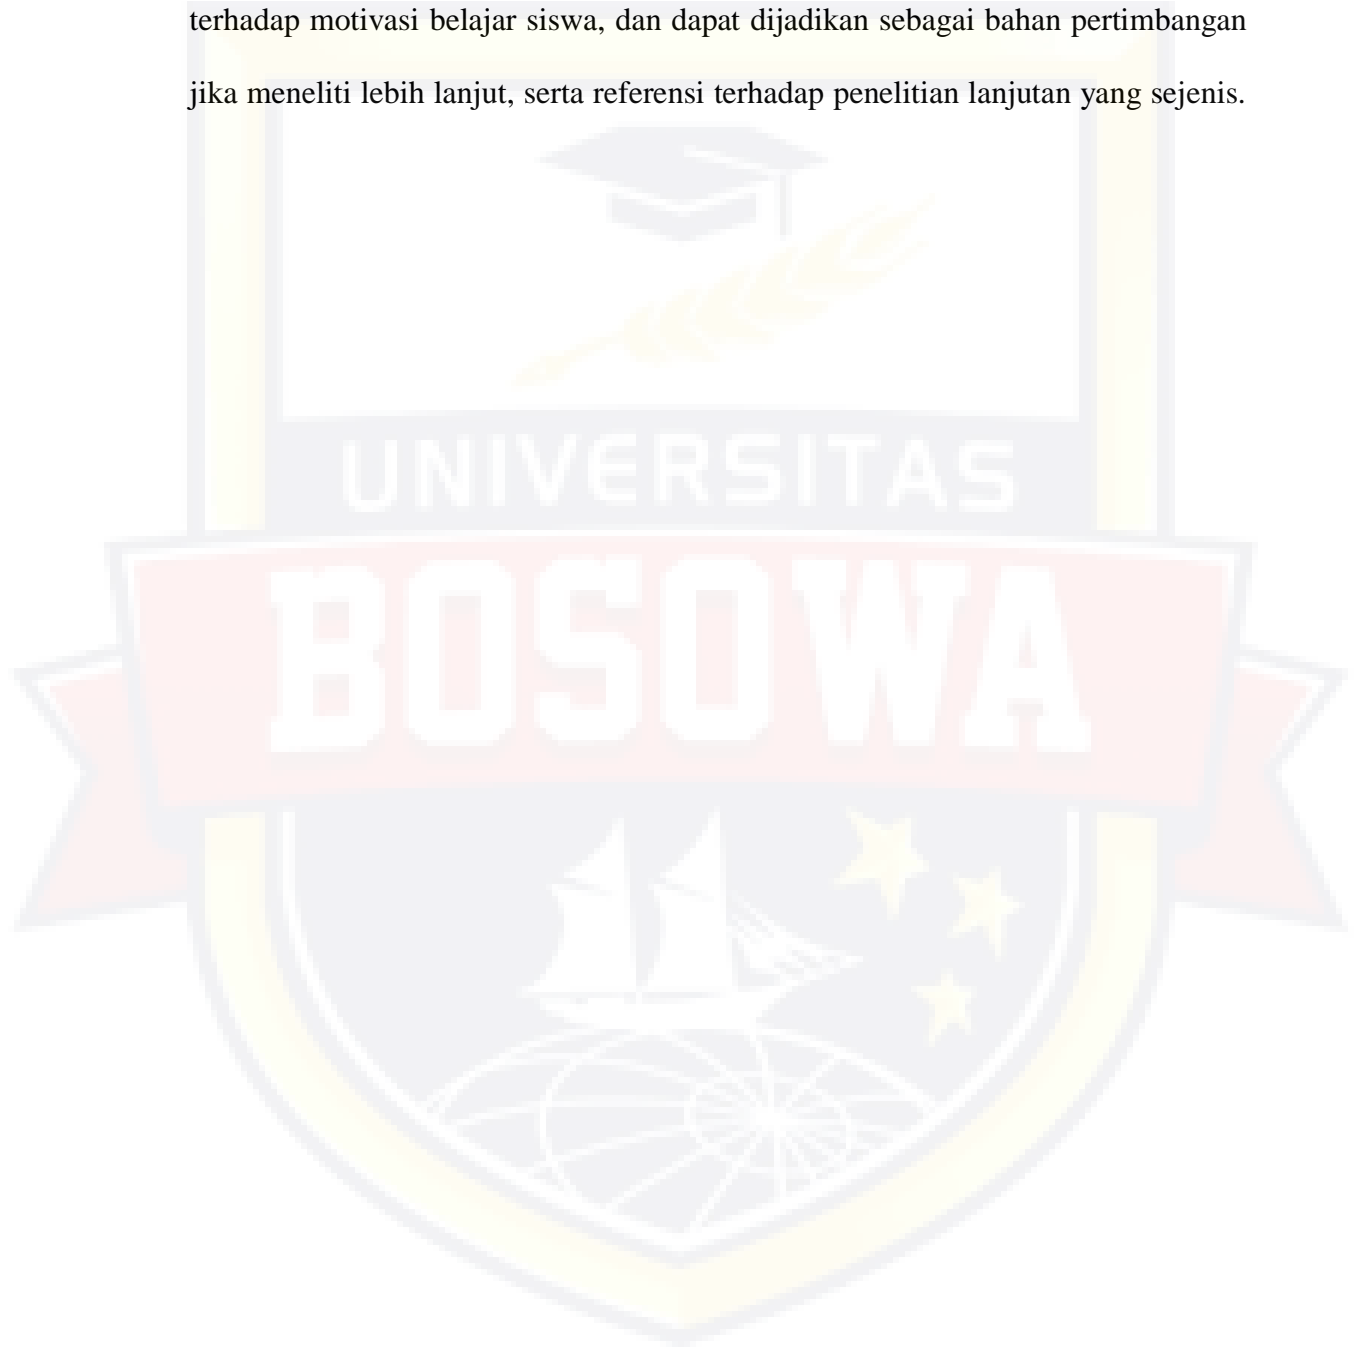 terhadap motivasi belajar siswa, dan dapat dijadikan sebagai bahan pertimbangan
jika meneliti lebih lanjut, serta referensi terhadap penelitian lanjutan yang sejenis.
UNIVERSITAS
BOSOWA